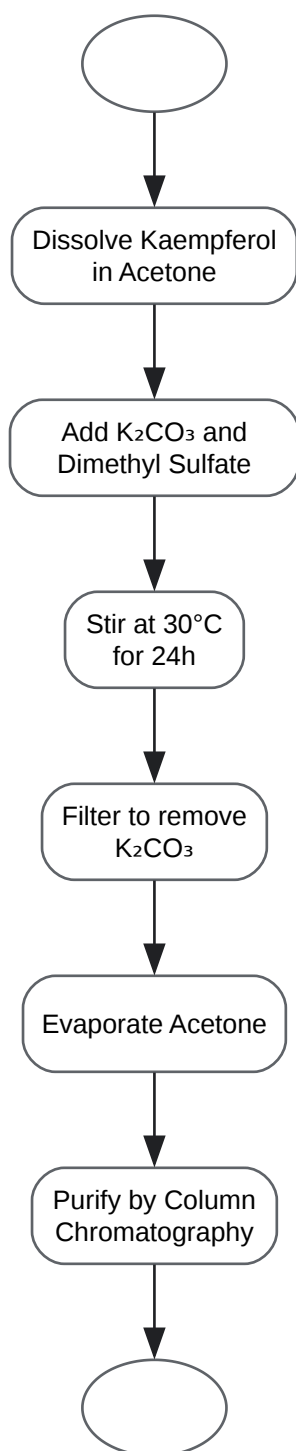 Dissolve Kaempferol
in Acetone
Add K₂CO₃ and
Dimethyl Sulfate
Stir at 30°C
for 24h
Filter to remove
K₂CO₃
Evaporate Acetone
Purify by Column
Chromatography